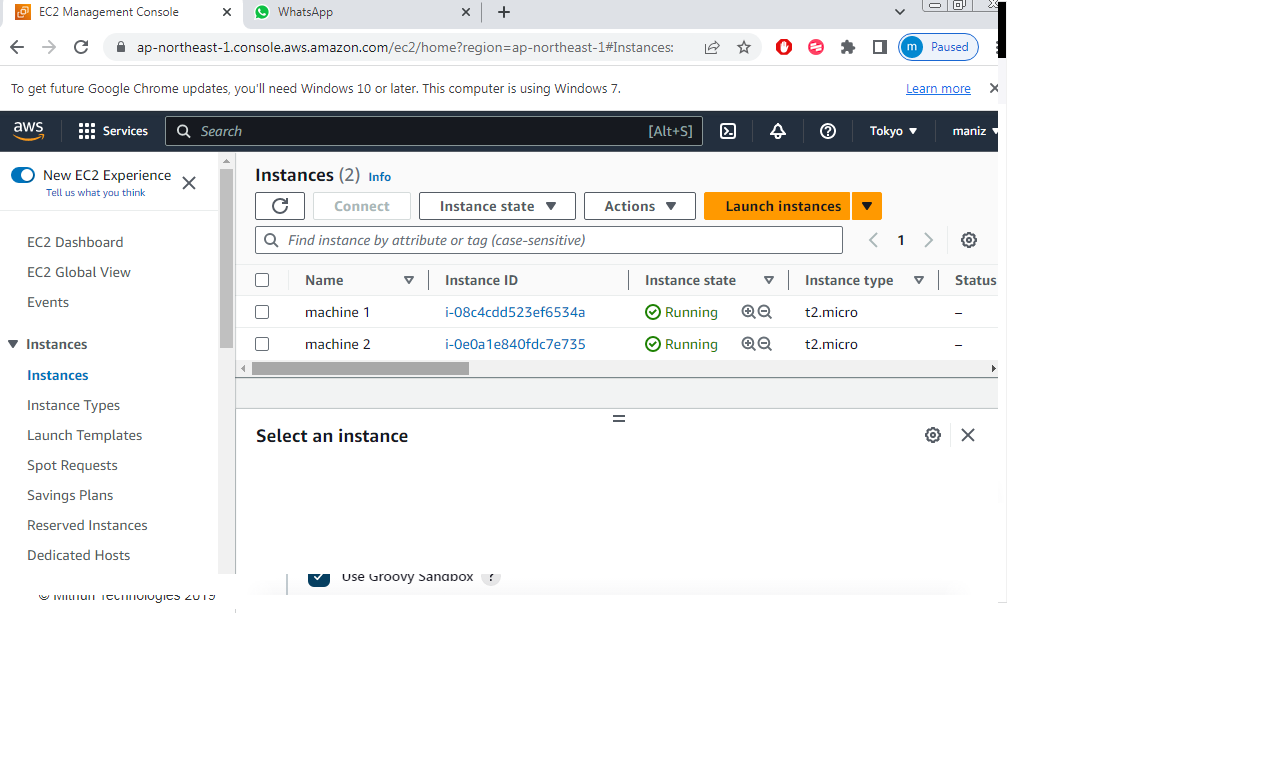 EC2 Management Console
WhatsApp
ap-northeast-1.console.aws.amazon.com/ec2/home?region=ap-northeast-1#Instances:
m Paused
To get future Google Chrome updates, you'll need Windows 10 or later. This computer is using Windows 7.
Learn more
aws
Services
Search
[Alt+S]
Tokyo
maniz
New EC2 Experience
Tell us what you think
EC2 Dashboard
EC2 Global View
Events
Instances
Instances
Instance Types
Launch Templates
Spot Requests
Savings Plans
Reserved Instances
Dedicated Hosts
Instances (2) Info
Connect
Instance state
Actions
Launch instances
Find instance by attribute or tag (case-sensitive)
1
Name Instance ID Instance state Instance type Status
machine 1 i-08c4cdd523ef6534a Running t2.micro –
machine 2 i-0e0a1e840fdc7e735 Running t2.micro –
Select an instance
Use Groovy Sandbox ?
© Mithun Technologies 2019